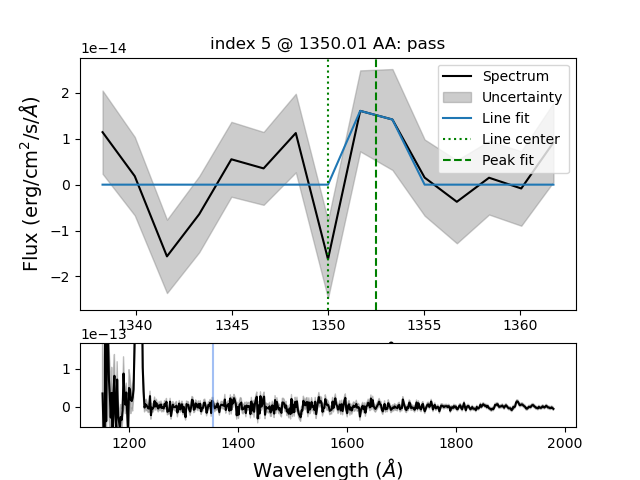 index 5 @ 1350.01 AA: pass
1e−14
Flux (erg/cm²/s/Å)
2
1
0
−1
−2
Spectrum
Uncertainty
Line fit
Line center
Peak fit
1340
1345
1350
1355
1360
1e−13
1
0
1200
1400
1600
1800
2000
Wavelength (Å)